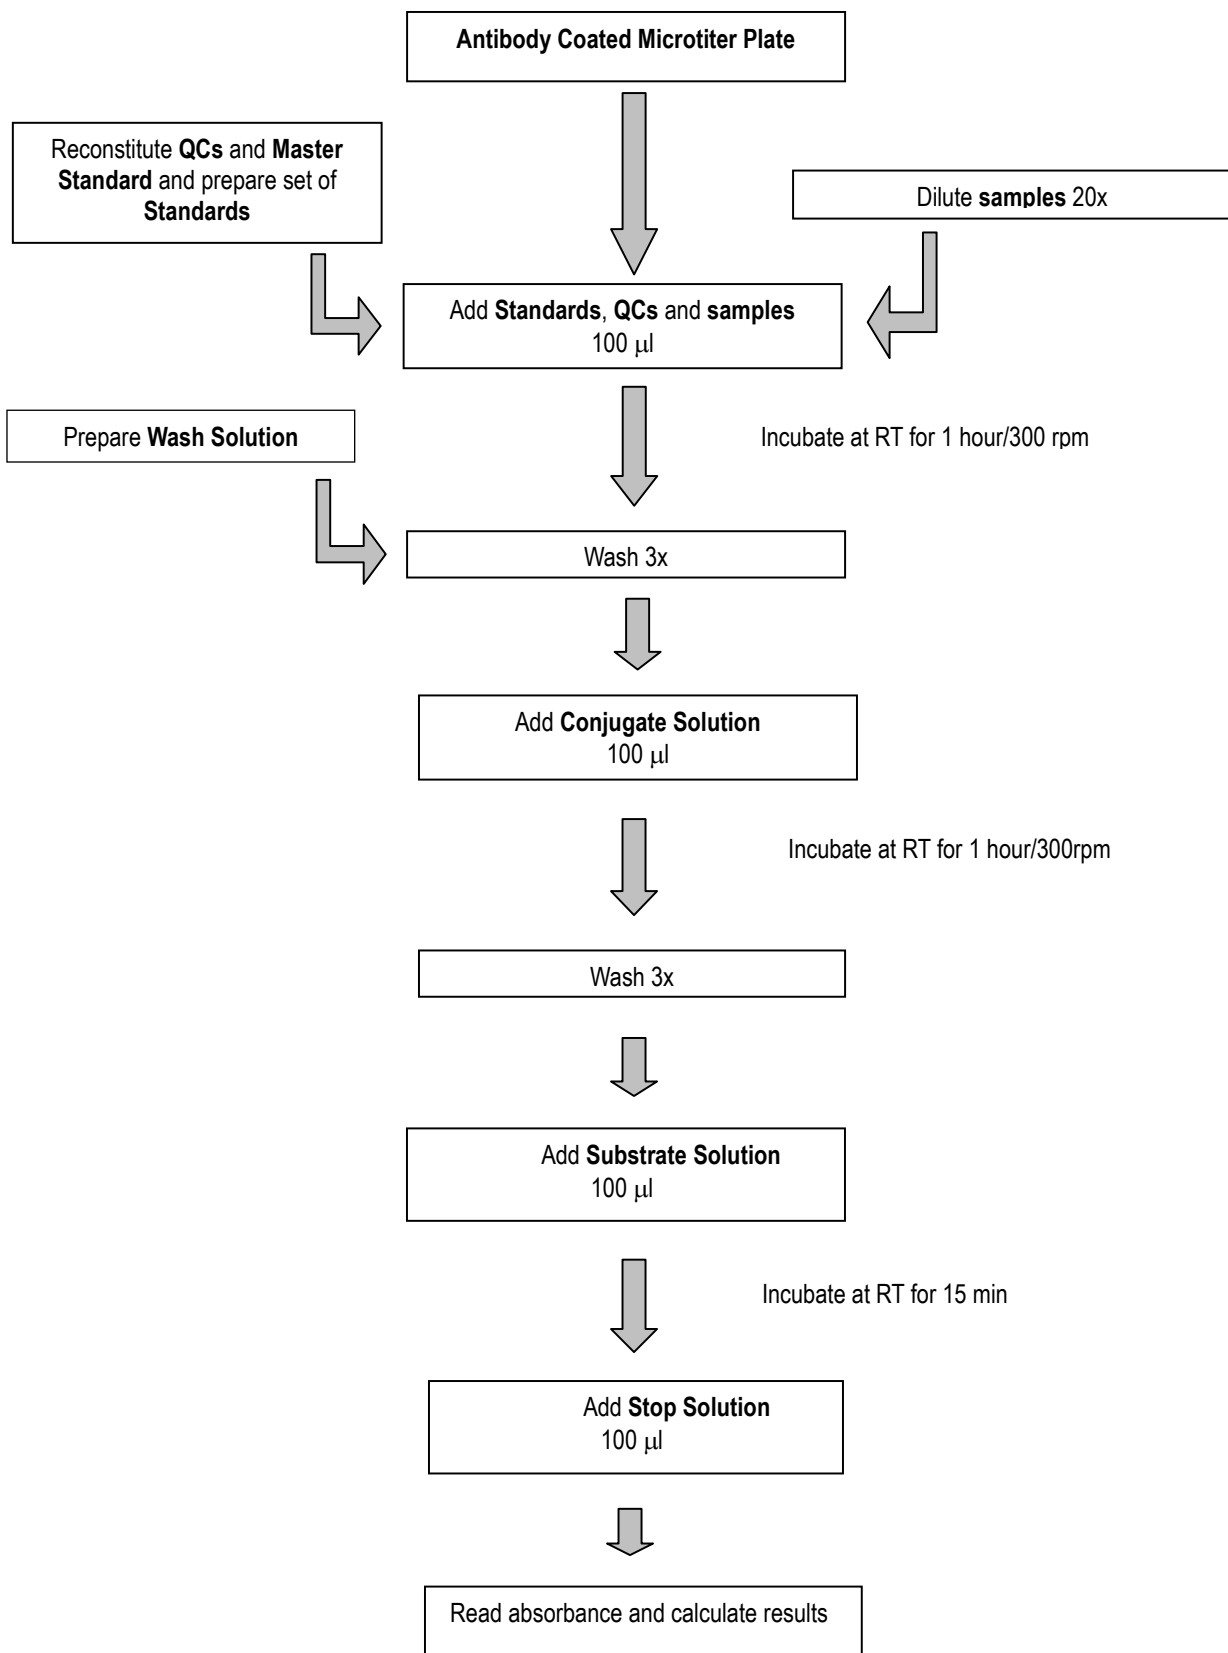 Antibody Coated Microtiter Plate
Reconstitute QCs and Master
Standard and prepare set of
Standards
Dilute samples 20x
Add Standards, QCs and samples
100 µl
Prepare Wash Solution
Incubate at RT for 1 hour/300 rpm
Wash 3x
Add Conjugate Solution
100 µl
Incubate at RT for 1 hour/300rpm
Wash 3x
Add Substrate Solution
100 µl
Incubate at RT for 15 min
Add Stop Solution
100 µl
Read absorbance and calculate results